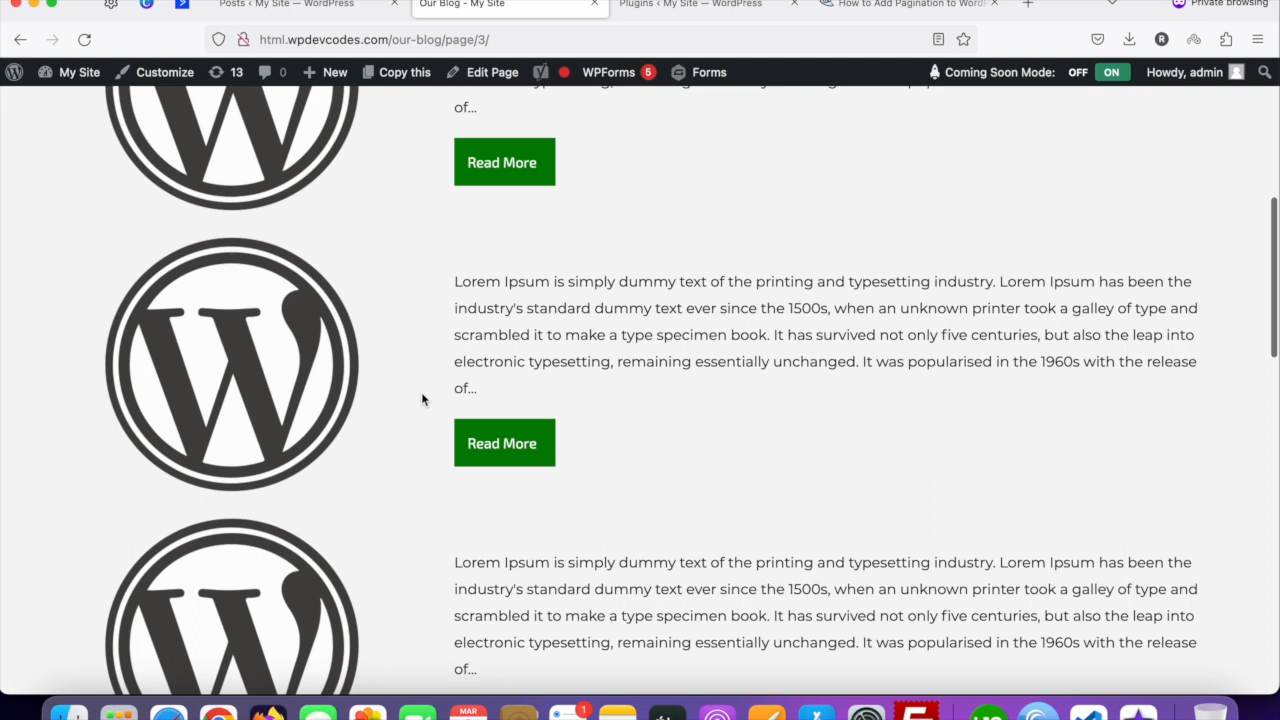 Posts ‹ My Site — WordPress
Our Blog - My Site
Plugins ‹ My Site — WordPress
How to Add Pagination to WordP
Private browsing
html.wpdevcodes.com/our-blog/page/3/
My Site
Customize
13
0
New
Copy this
Edit Page
WPForms 5
Forms
Coming Soon Mode: OFF ON
Howdy, admin
of...
Read More
Lorem Ipsum is simply dummy text of the printing and typesetting industry. Lorem Ipsum has been the
industry's standard dummy text ever since the 1500s, when an unknown printer took a galley of type and
scrambled it to make a type specimen book. It has survived not only five centuries, but also the leap into
electronic typesetting, remaining essentially unchanged. It was popularised in the 1960s with the release
of...
Read More
Lorem Ipsum is simply dummy text of the printing and typesetting industry. Lorem Ipsum has been the
industry's standard dummy text ever since the 1500s, when an unknown printer took a galley of type and
scrambled it to make a type specimen book. It has survived not only five centuries, but also the leap into
electronic typesetting, remaining essentially unchanged. It was popularised in the 1960s with the release
of...
MAR
1